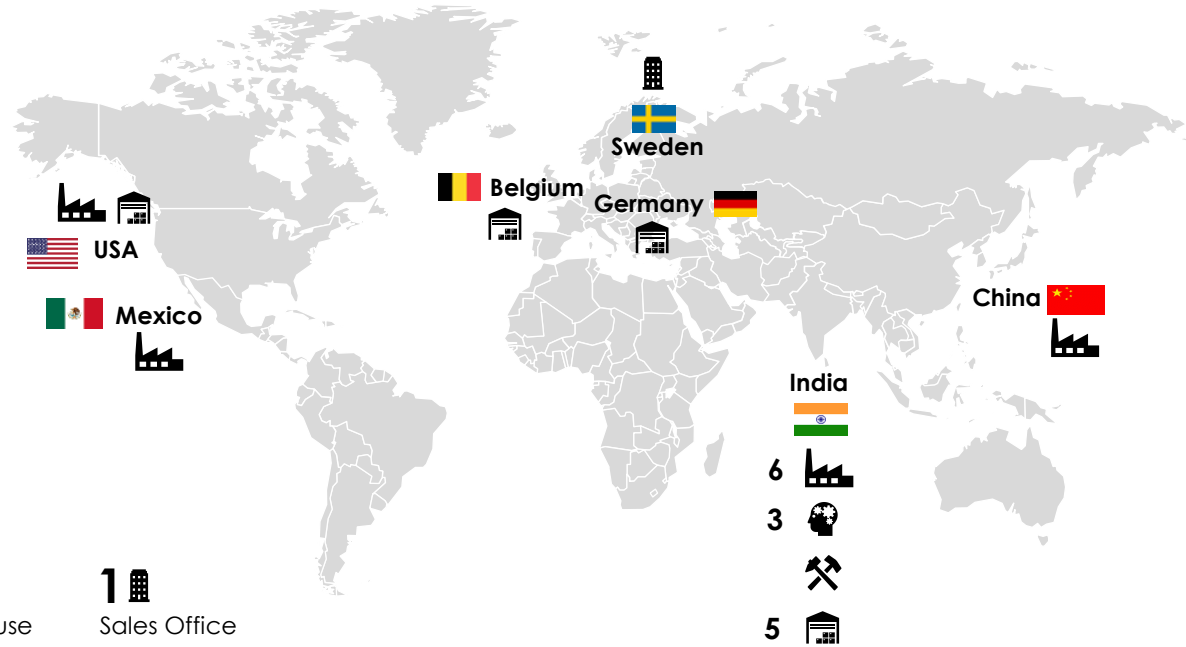 Sweden
Belgium
Germany
USA
China
Mexico
India
6
3
1
5
use
Sales Office